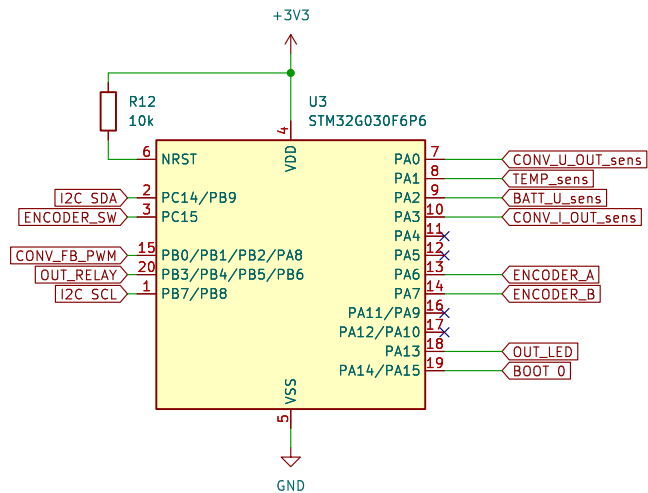 +3V3
R12
10k
U3
STM32G030F6P6
4
VDD
6 NRST
PA0 7 CONV_U_OUT_sens
PA1 8 TEMP_sens
I2C_SDA 2 PC14/PB9
PA2 9 BATT_U_sens
ENCODER_SW 3 PC15
PA3 10 CONV_I_OUT_sens
PA4 11
CONV_FB_PWM 15 PB0/PB1/PB2/PA8
PA5 12
OUT_RELAY 20 PB3/PB4/PB5/PB6
PA6 13 ENCODER_A
I2C_SCL 1 PB7/PB8
PA7 14 ENCODER_B
PA11/PA9 16
PA12/PA10 17
PA13 18 OUT_LED
PA14/PA15 19 BOOT_0
VSS
5
GND